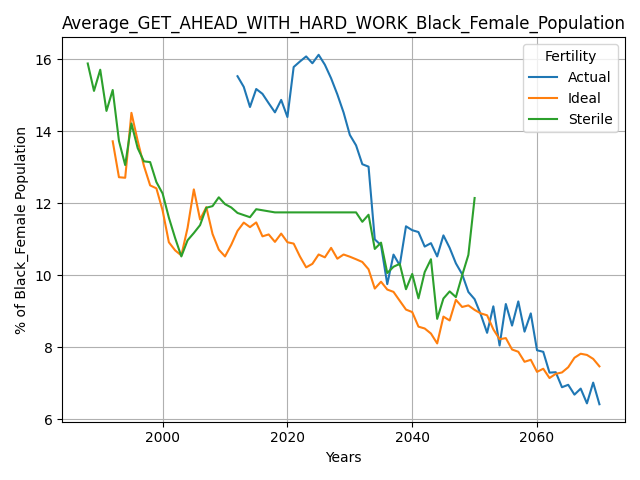 Average_GET_AHEAD_WITH_HARD_WORK_Black_Female_Population
% of Black_Female Population
16
14
12
10
8
6
2000 2020 2040 2060
Years
Fertility
Actual
Ideal
Sterile